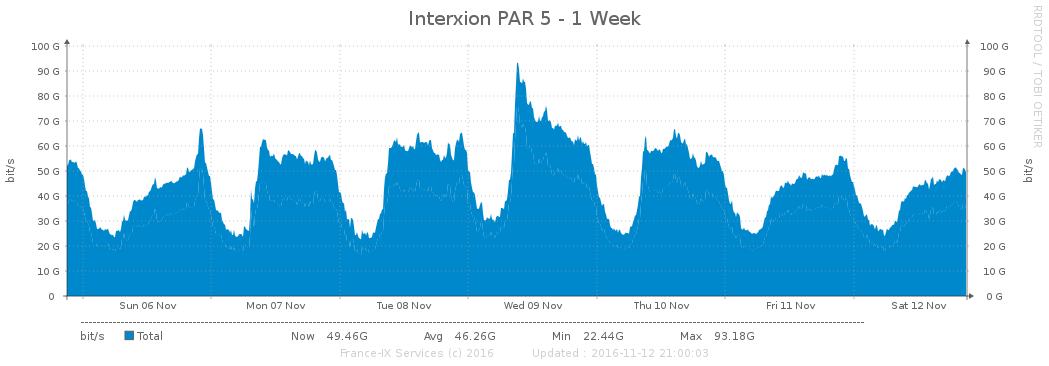 Interxion PAR 5 - 1 Week
RRDTOOL / TOBI OETIKER
100 G 100 G
90 G 90 G
80 G 80 G
70 G 70 G
60 G 60 G
50 G 50 G
40 G 40 G
30 G 30 G
20 G 20 G
10 G 10 G
0 0 G
bit/s
bit/s
Sun 06 Nov Mon 07 Nov Tue 08 Nov Wed 09 Nov Thu 10 Nov Fri 11 Nov Sat 12 Nov
bit/s Total Now 49.46G Avg 46.26G Min 22.44G Max 93.18G
France-IX Services (c) 2016 Updated : 2016-11-12 21:00:03